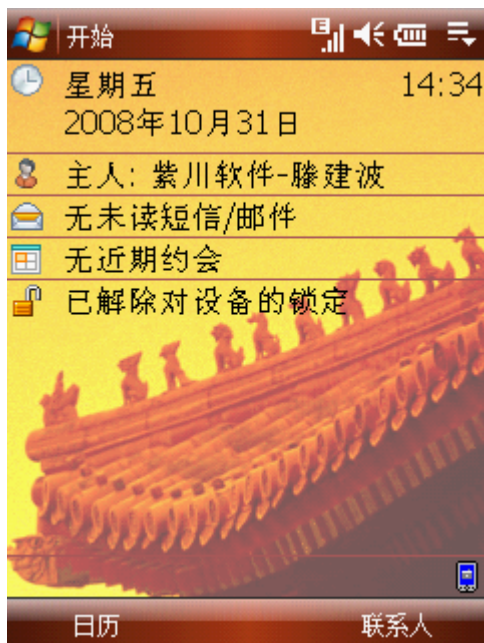 开始
E
星期五 14:34
2008年10月31日
主人: 紫川软件-滕建波
无未读短信/邮件
无近期约会
已解除对设备的锁定
日历 联系人